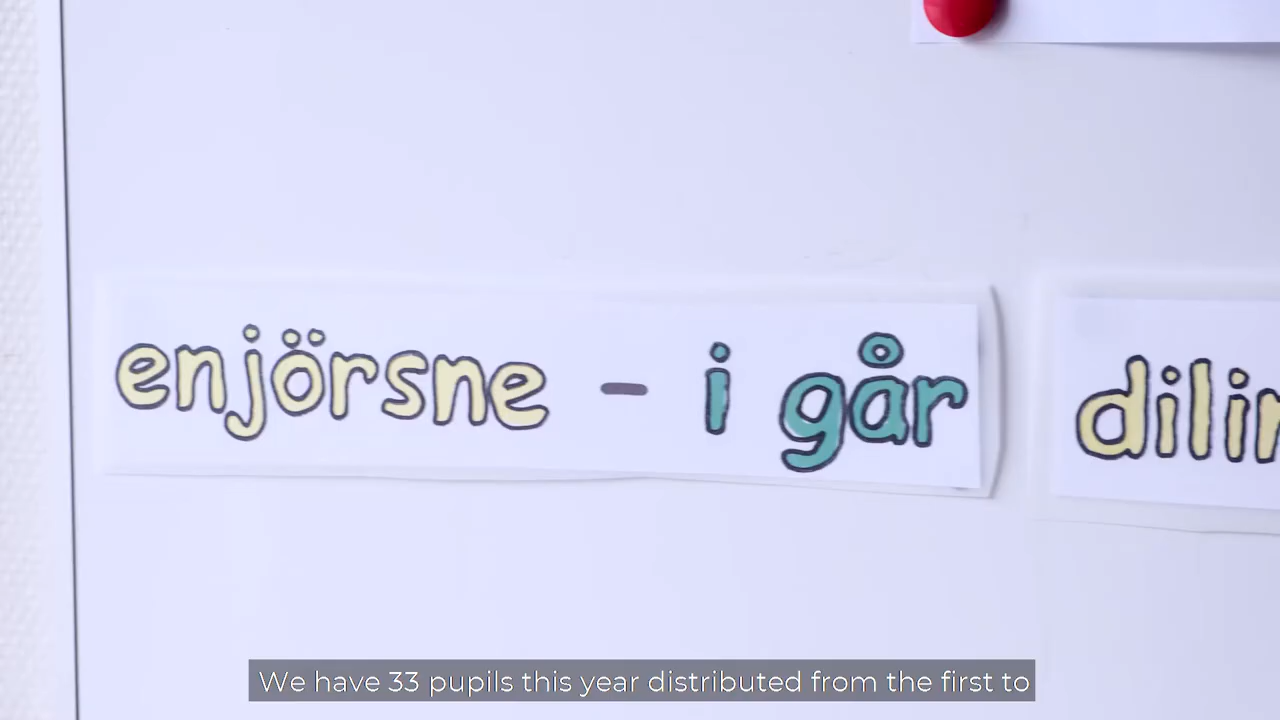 enjörsne - i går
We have 33 pupils this year distributed from the first to